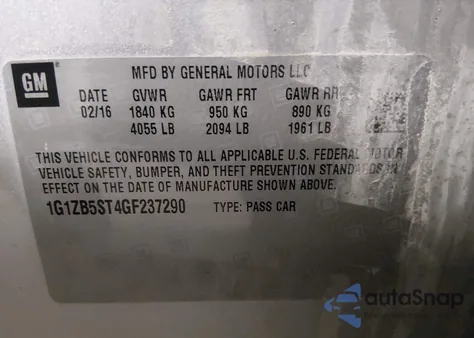 GM
MFD BY GENERAL MOTORS LLC
DATE GVWR GAWR FRT GAWR RR
02/16 1840 KG 950 KG 890 KG
4055 LB 2094 LB 1961 LB
THIS VEHICLE CONFORMS TO ALL APPLICABLE U.S. FEDERAL MOTOR
VEHICLE SAFETY, BUMPER, AND THEFT PREVENTION STANDARDS IN
EFFECT ON THE DATE OF MANUFACTURE SHOWN ABOVE.
1G1ZB5ST4GF237290 TYPE: PASS CAR
autoSnap